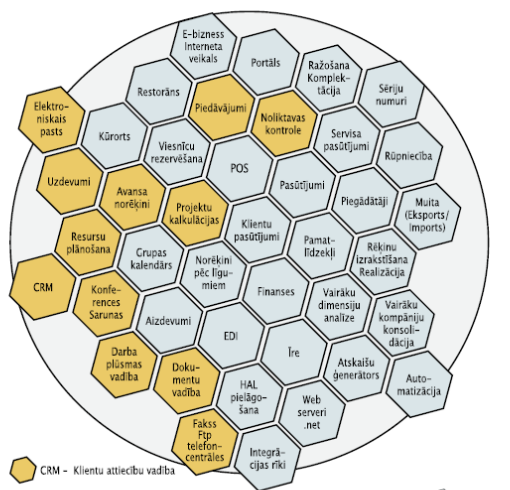 E-bizness
Interneta
veikals
Portāls
Ražošana
Komplek-
tācija
Sēriju
numuri
Restorāns
Piedāvājumi
Noliktavas
kontrole
Servisa
pasūtījumi
Rūpniecība
Elektro-
niskais
pasts
Kūrorts
Viesnīcu
rezervēšana
POS
Pasūtījumi
Piegādātāji
Muita
(Eksports/
Imports)
Uzdevumi
Avansa
norēķini
Projektu
kalkulācijas
Klientu
pasūtījumi
Pamat-
līdzekļi
Rēķinu
izrakstīšana
Realizācija
Resursu
plānošana
Grupas
kalendārs
Norēķini
pēc līgu-
miem
Finanses
Vairāku
dimensiju
analīze
Vairāku
kompāniju
konsoli-
dācija
CRM
Konfe-
rences
Sarunas
Aizdevumi
EDI
Īre
Atskaišu
ģenerātors
Auto-
matizācija
Darba
plūsmas
vadība
Doku-
mentu
vadība
HAL
pielāgo-
šana
Web
serveri
.net
Fakss
Ftp
telefon-
centrāles
Integrā-
cijas rīki
CRM – Klientu attiecību vadība